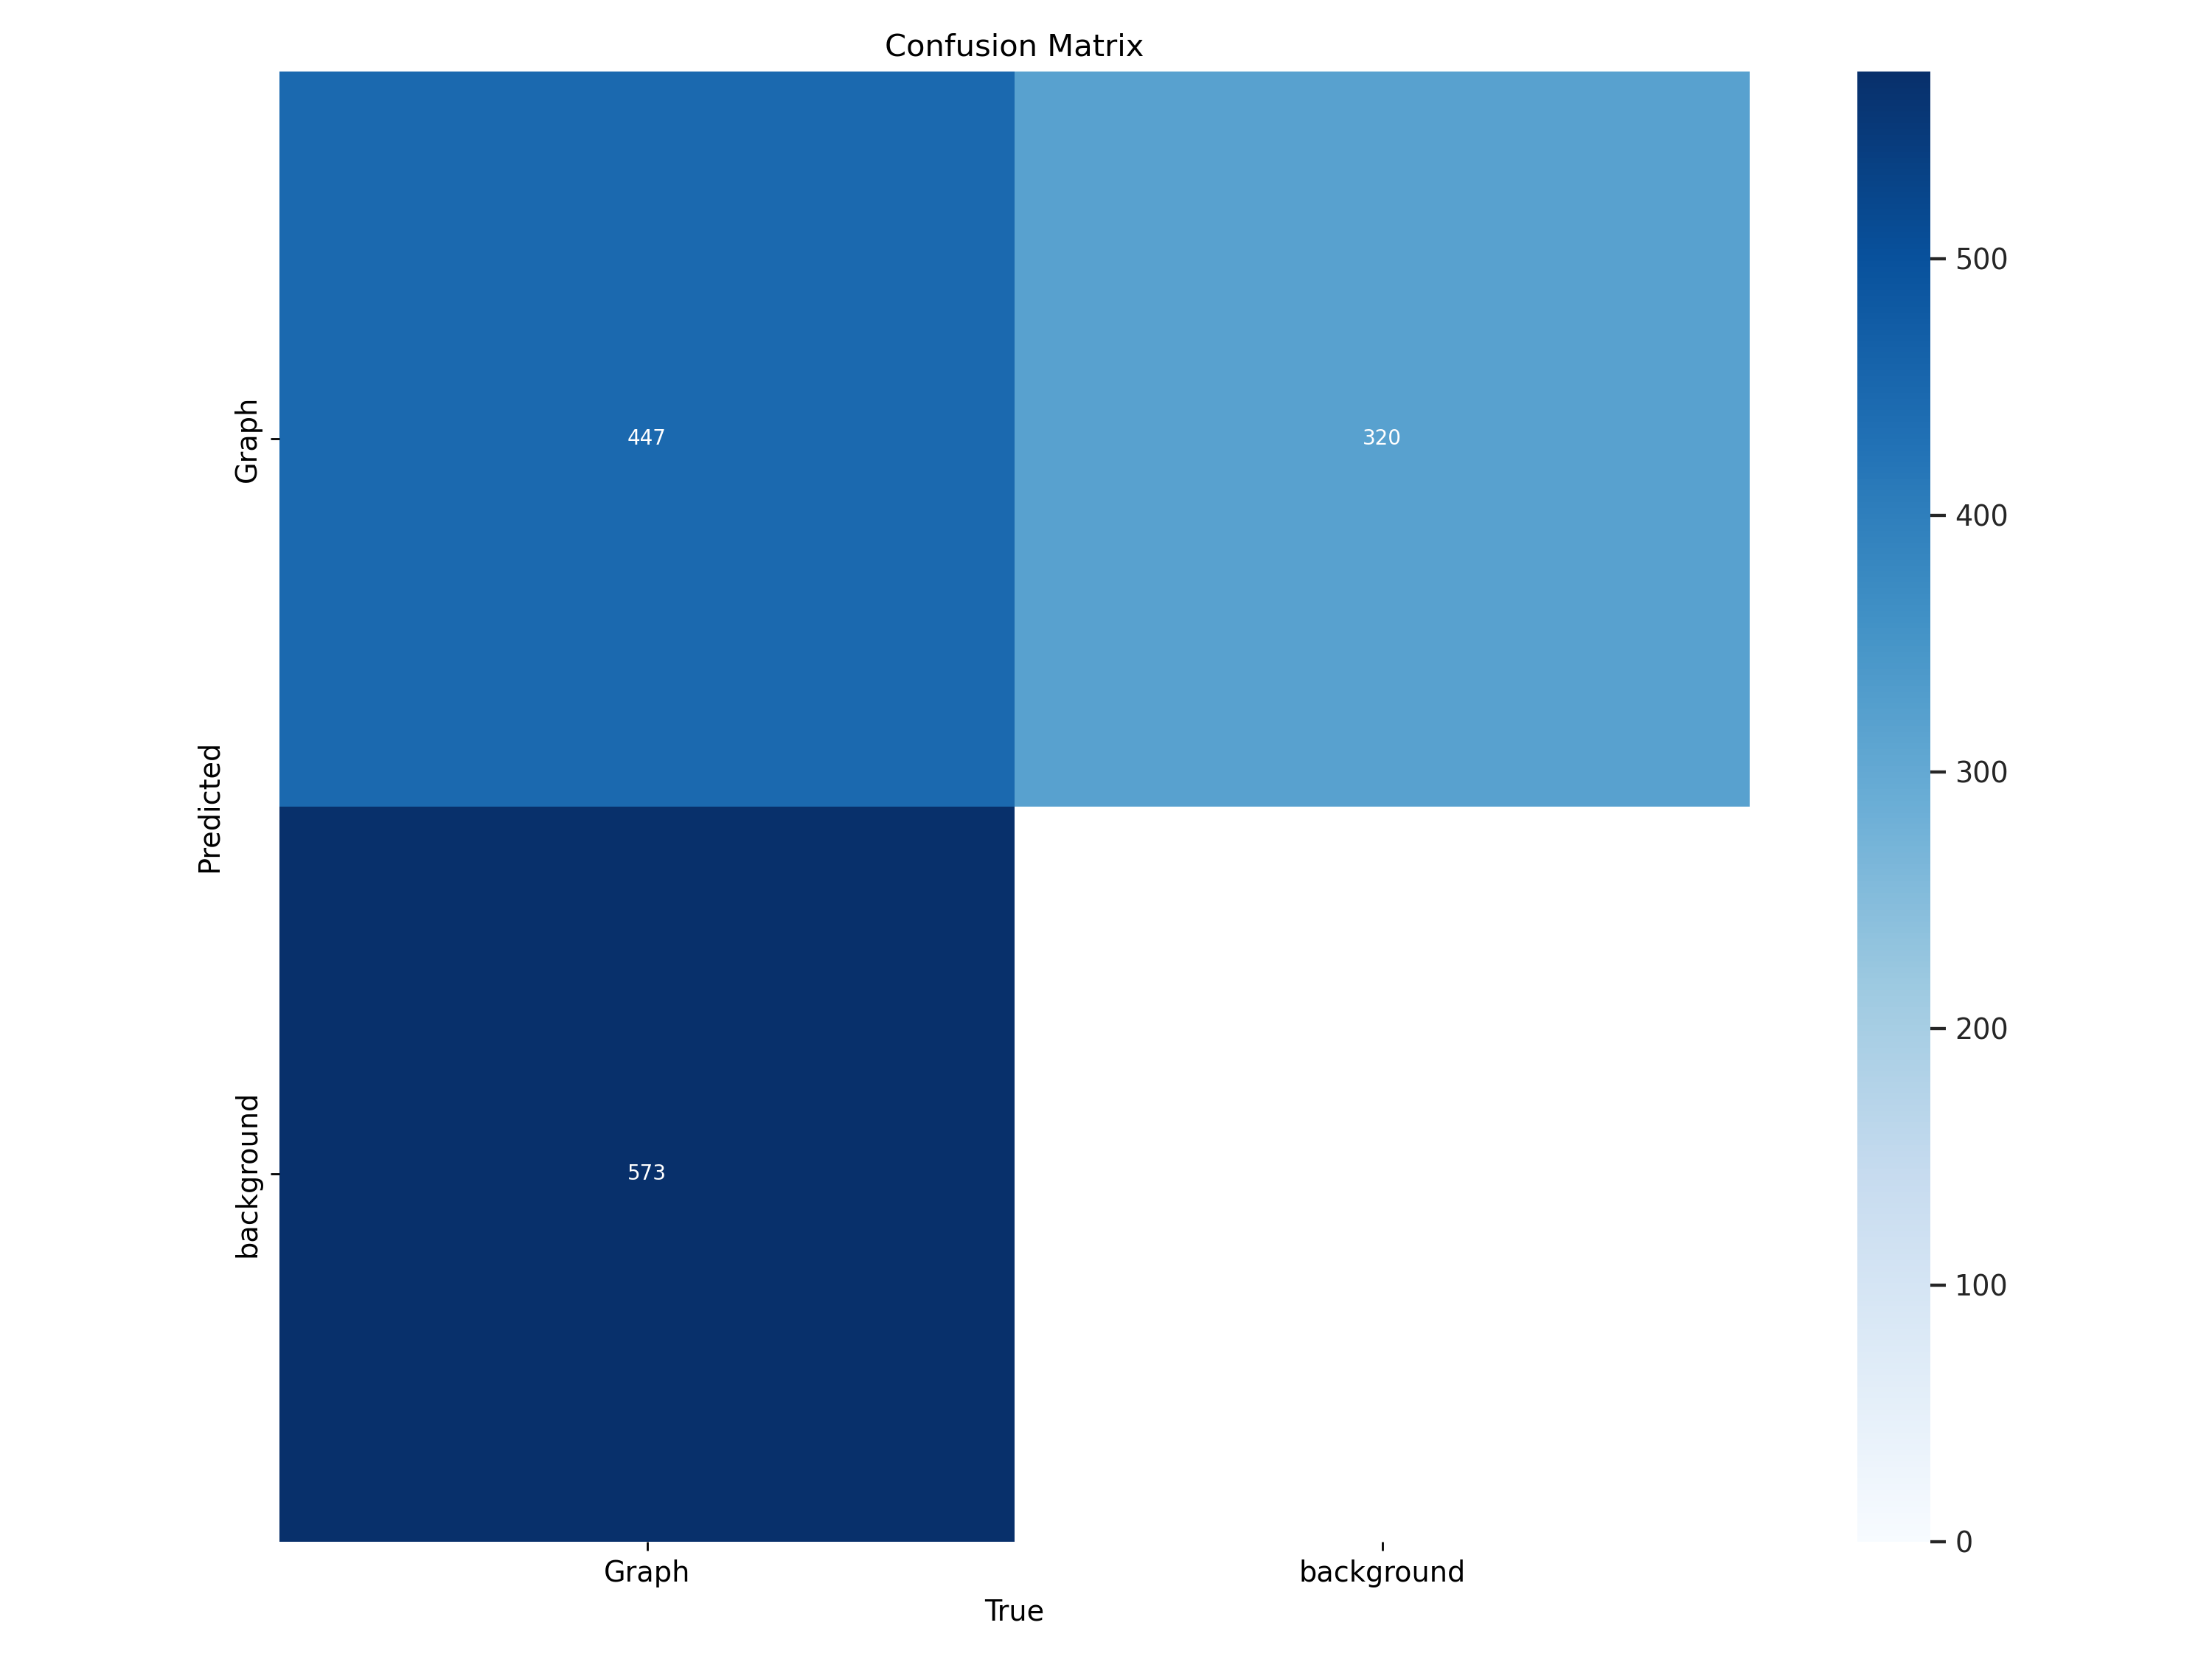 Confusion Matrix
Graph
447
320
500
400
300
200
100
0
Predicted
background
573
Graph
background
True